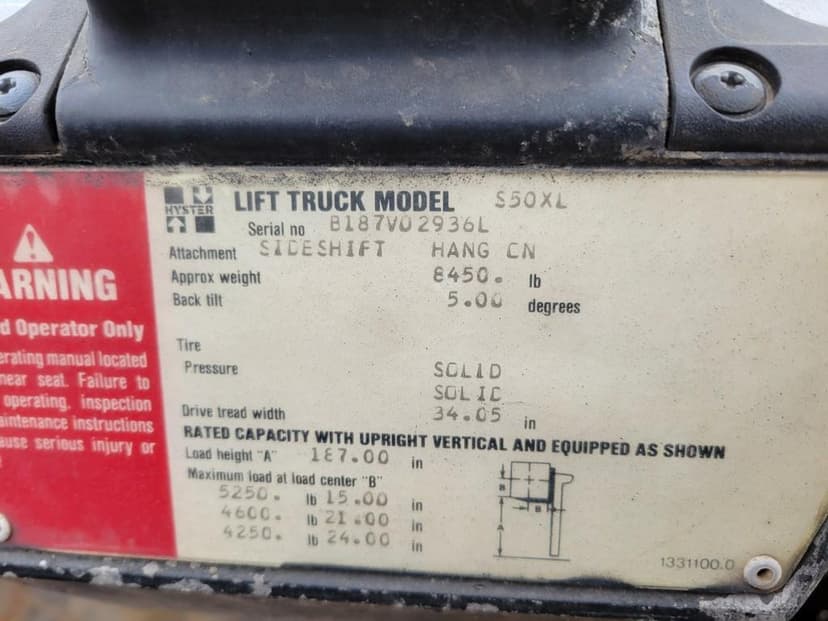 HYSTER
LIFT TRUCK MODEL S50XL
Serial no B187V02936L
Attachment SIDESHIFT HANG ON
Approx weight 8450. lb
Back tilt 5.00 degrees
Tire
Pressure SOLID
SOLID
Drive tread width 34.05 in
RATED CAPACITY WITH UPRIGHT VERTICAL AND EQUIPPED AS SHOWN
Load height "A" 187.00 in
Maximum load at load center "B"
5250. lb 15.00 in
4600. lb 21.00 in
4250. lb 24.00 in
B
B
A
1331100.0
ARNING
d Operator Only
erating manual located
near seat. Failure to
operating, inspection
aintenance instructions
ause serious injury or